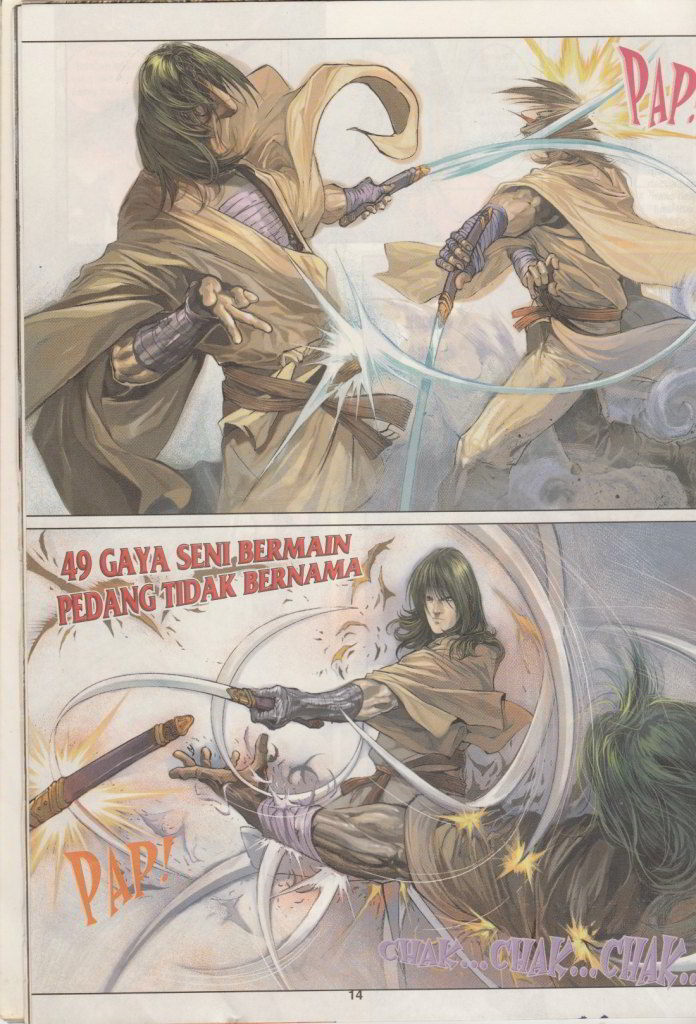 PAP!
49 GAYA SENI BERMAIN
PEDANG TIDAK BERNAMA
PAP!
CHAK...CHAK...CHAK..
14